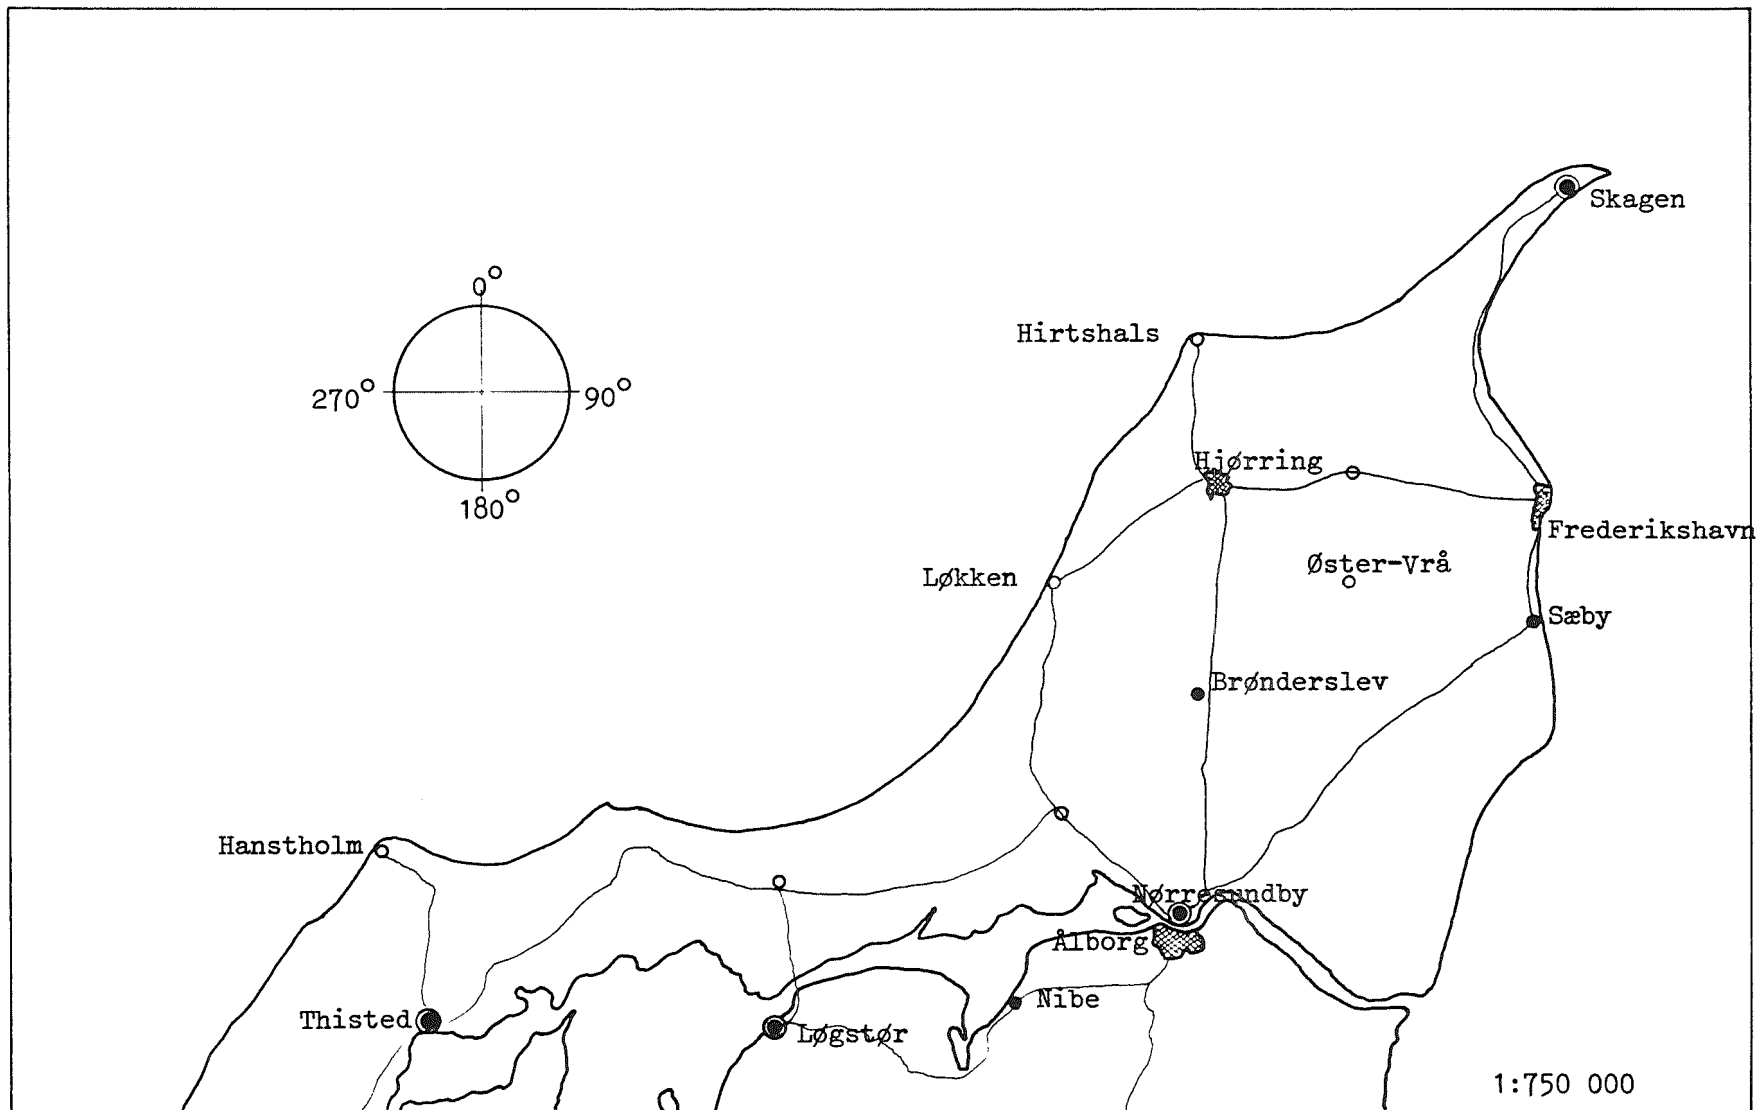 Skagen
0°
Hirtshals
270°
90°
Hjørring
180°
Frederikshavn
Øster-Vrå
Løkken
Sæby
Brønderslev
Hanstholm
Nørresundby
Ålborg
Nibe
Thisted
Løgstør
1:750 000